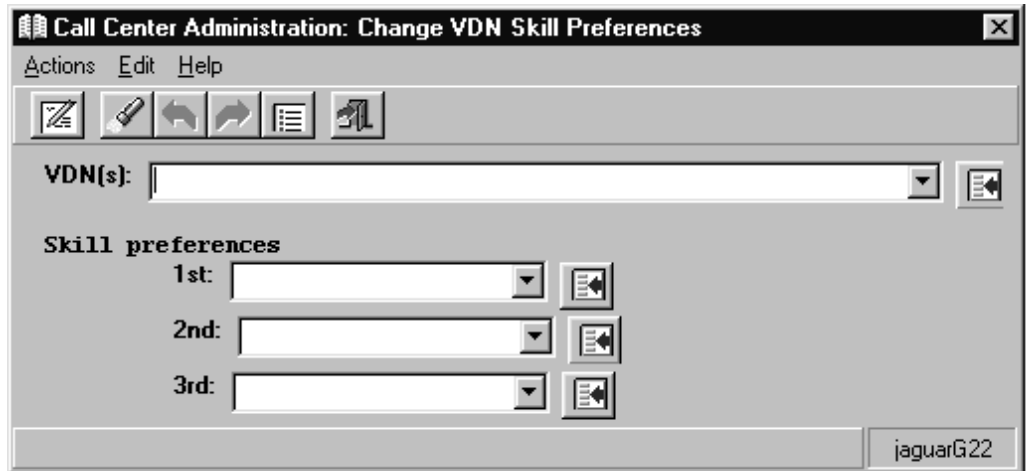 Call Center Administration: Change VDN Skill Preferences
Actions Edit Help
VDN(s):
Skill preferences
1st:
2nd:
3rd:
jaguarG22